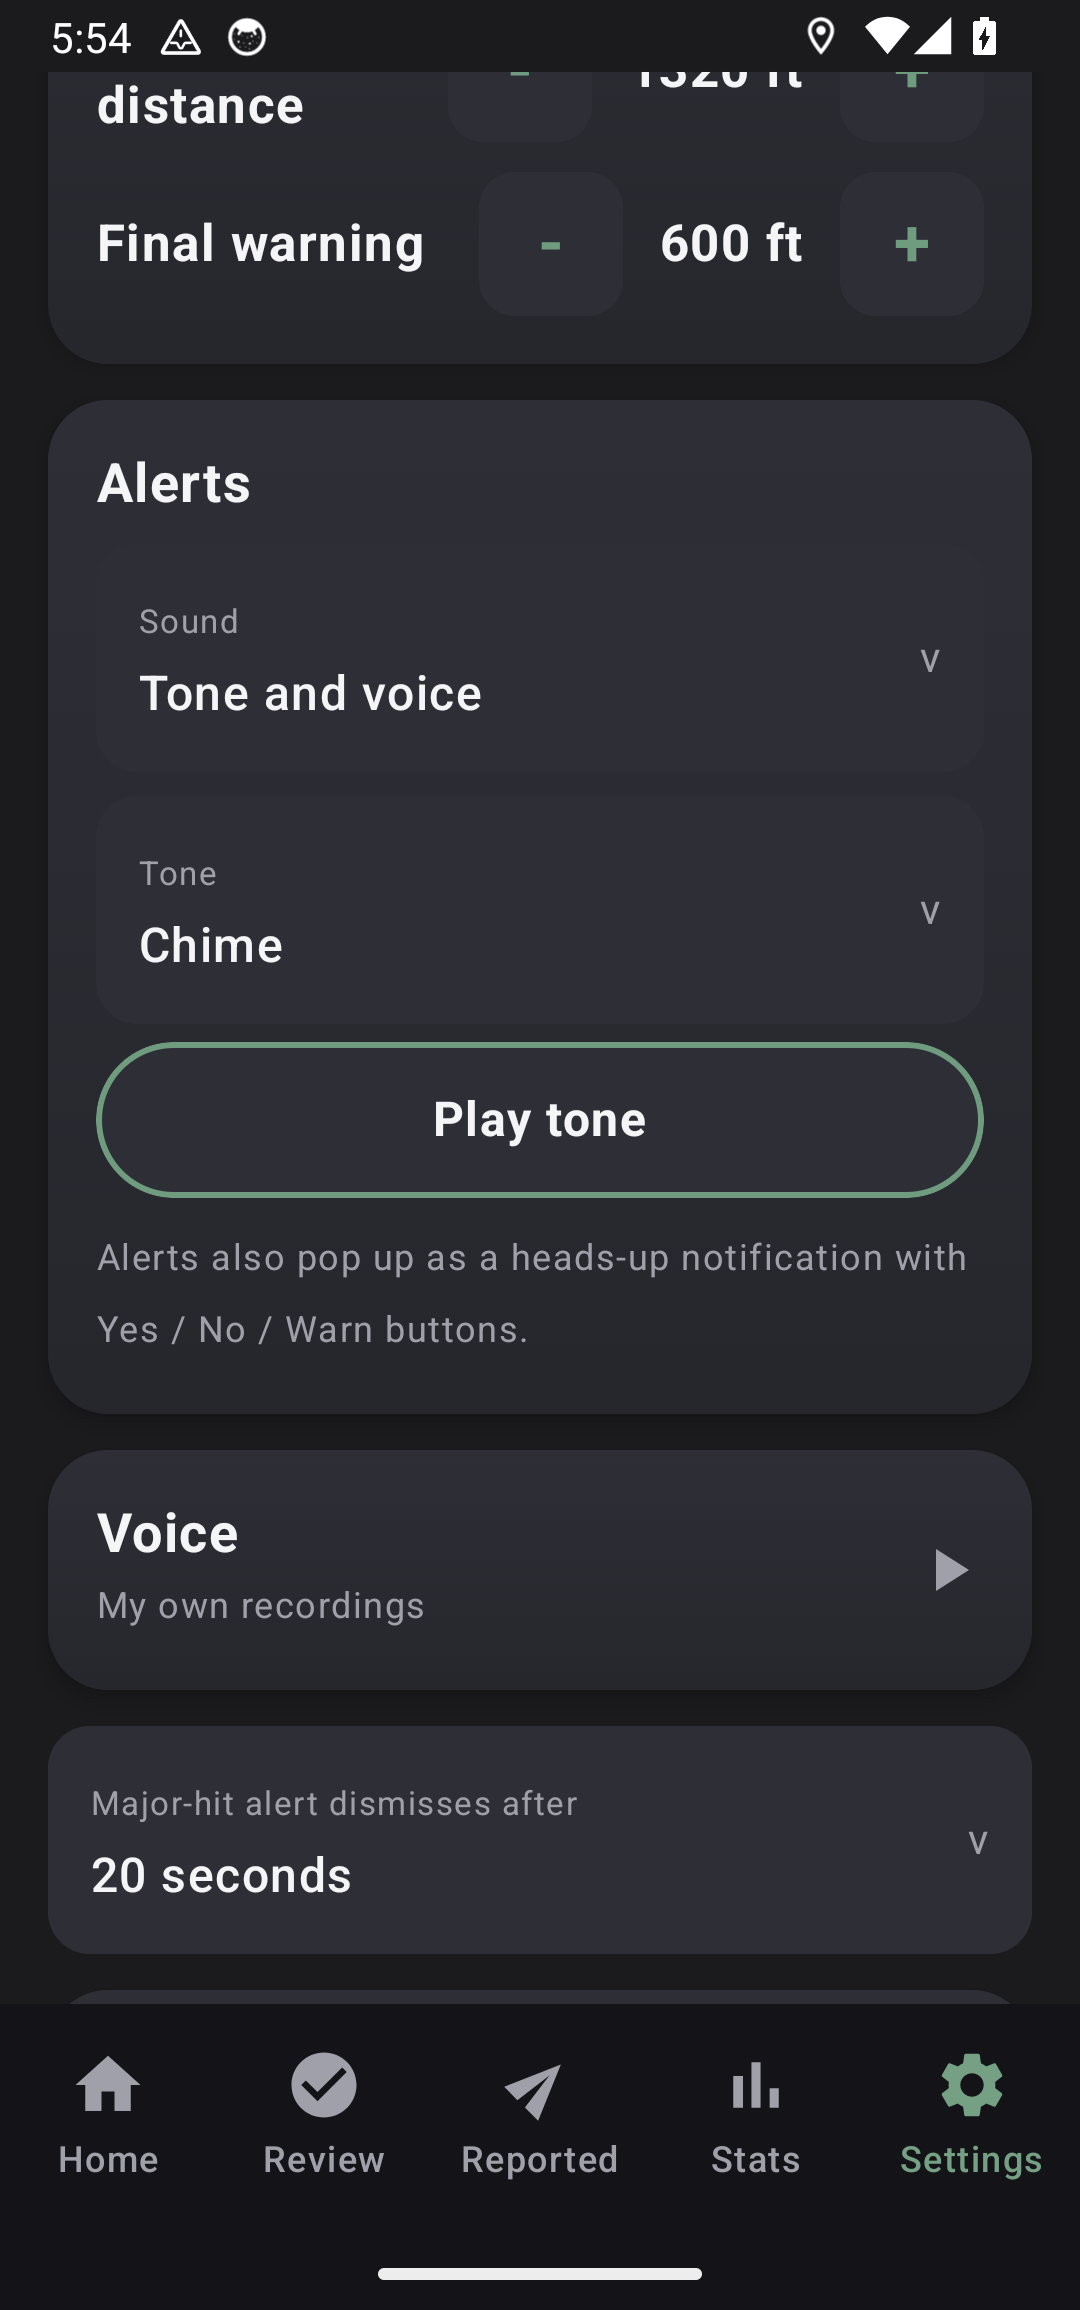 5:54
distance
-
1320 ft
+
Final warning
-
600 ft
+
Alerts
Sound
Tone and voice
v
Tone
Chime
v
Play tone
Alerts also pop up as a heads-up notification with
Yes / No / Warn buttons.
Voice
My own recordings
Major-hit alert dismisses after
20 seconds
v
Home
Review
Reported
Stats
Settings